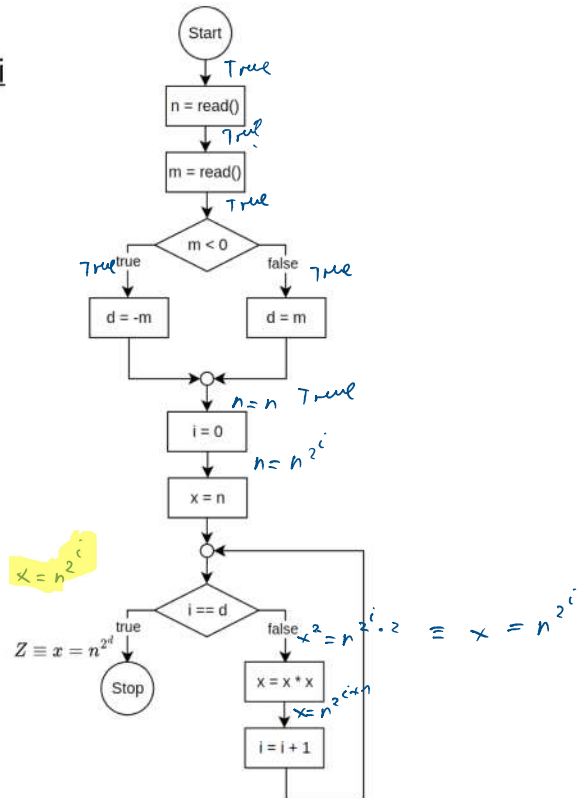 Start
True
i
n = read()
True
m = read()
True
m < 0
True true
false True
d = -m
d = m
n = n True
i = 0
n = n^{2^i}
x = n
x = n^{2^i}
i == d
true
false
x^2 = n^{2^i · 2} ≡ x = n^{2^i}
Z ≡ x = n^{2^d}
Stop
x = x * x
x = n^{2^{i+1}}
i = i + 1